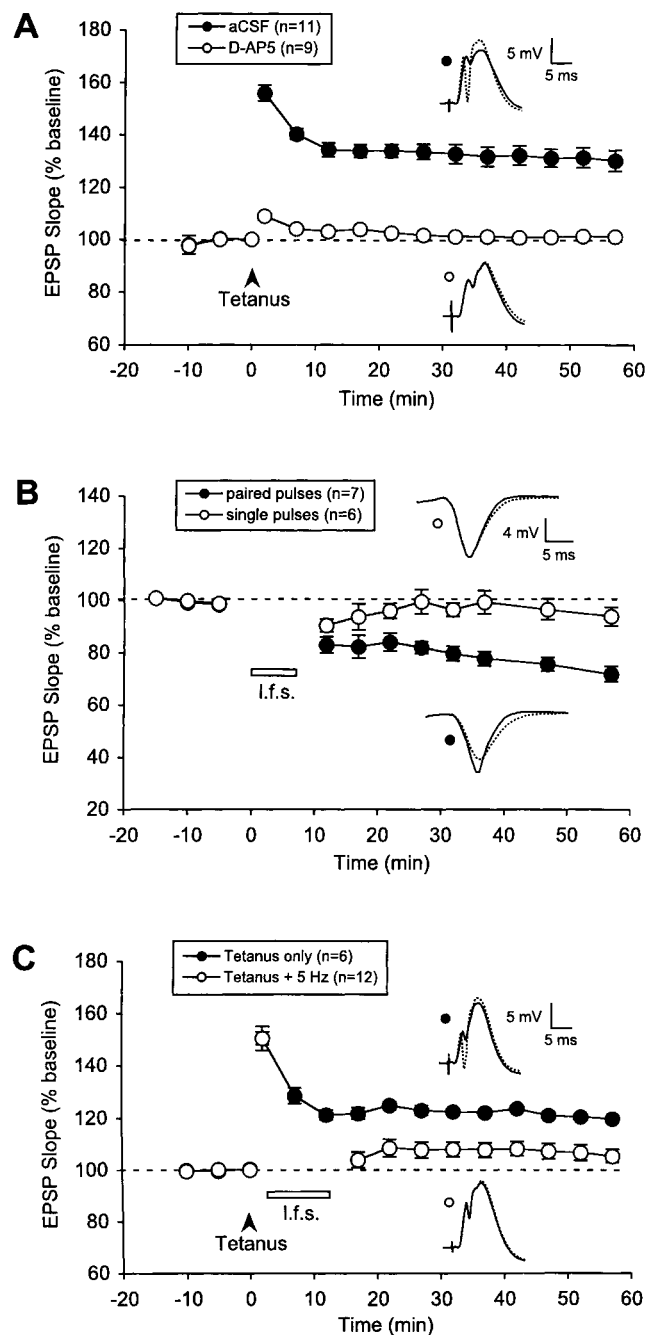 A
aCSF (n=11)
D-AP5 (n=9)
5 mV
5 ms
EPSP Slope (% baseline)
180
160
140
120
100
80
60
Tetanus
-20 -10 0 10 20 30 40 50 60
Time (min)
B
paired pulses (n=7)
single pulses (n=6)
4 mV
5 ms
EPSP Slope (% baseline)
140
120
100
80
60
40
20
l.f.s.
-20 -10 0 10 20 30 40 50 60
Time (min)
C
Tetanus only (n=6)
Tetanus + 5 Hz (n=12)
5 mV
5 ms
EPSP Slope (% baseline)
180
160
140
120
100
80
60
l.f.s.
Tetanus
-20 -10 0 10 20 30 40 50 60
Time (min)